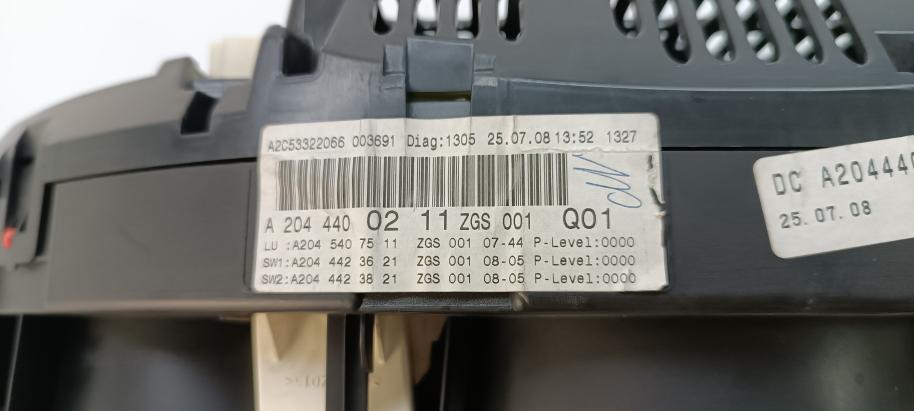 A2C53322066 003691 Diag:1305 25.07.08 13:52 1327
A 204 440 02 11 ZGS 001 Q01
LU :A204 540 75 11 ZGS 001 07-44 P-Level:0000
SW1:A204 442 36 21 ZGS 001 08-05 P-Level:0000
SW2:A204 442 38 21 ZGS 001 08-05 P-Level:0000
DC A204440
25.07.08